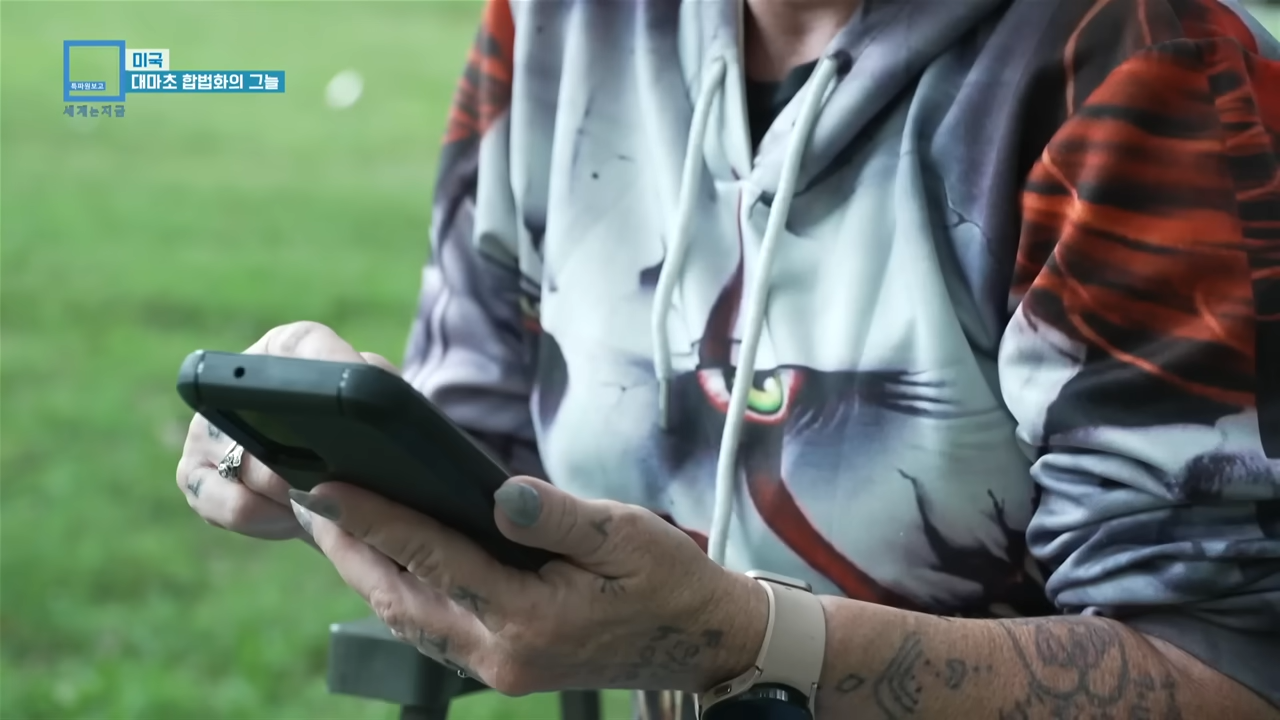 미국
대마초 합법화의 그늘
특파원보고
세계는지금